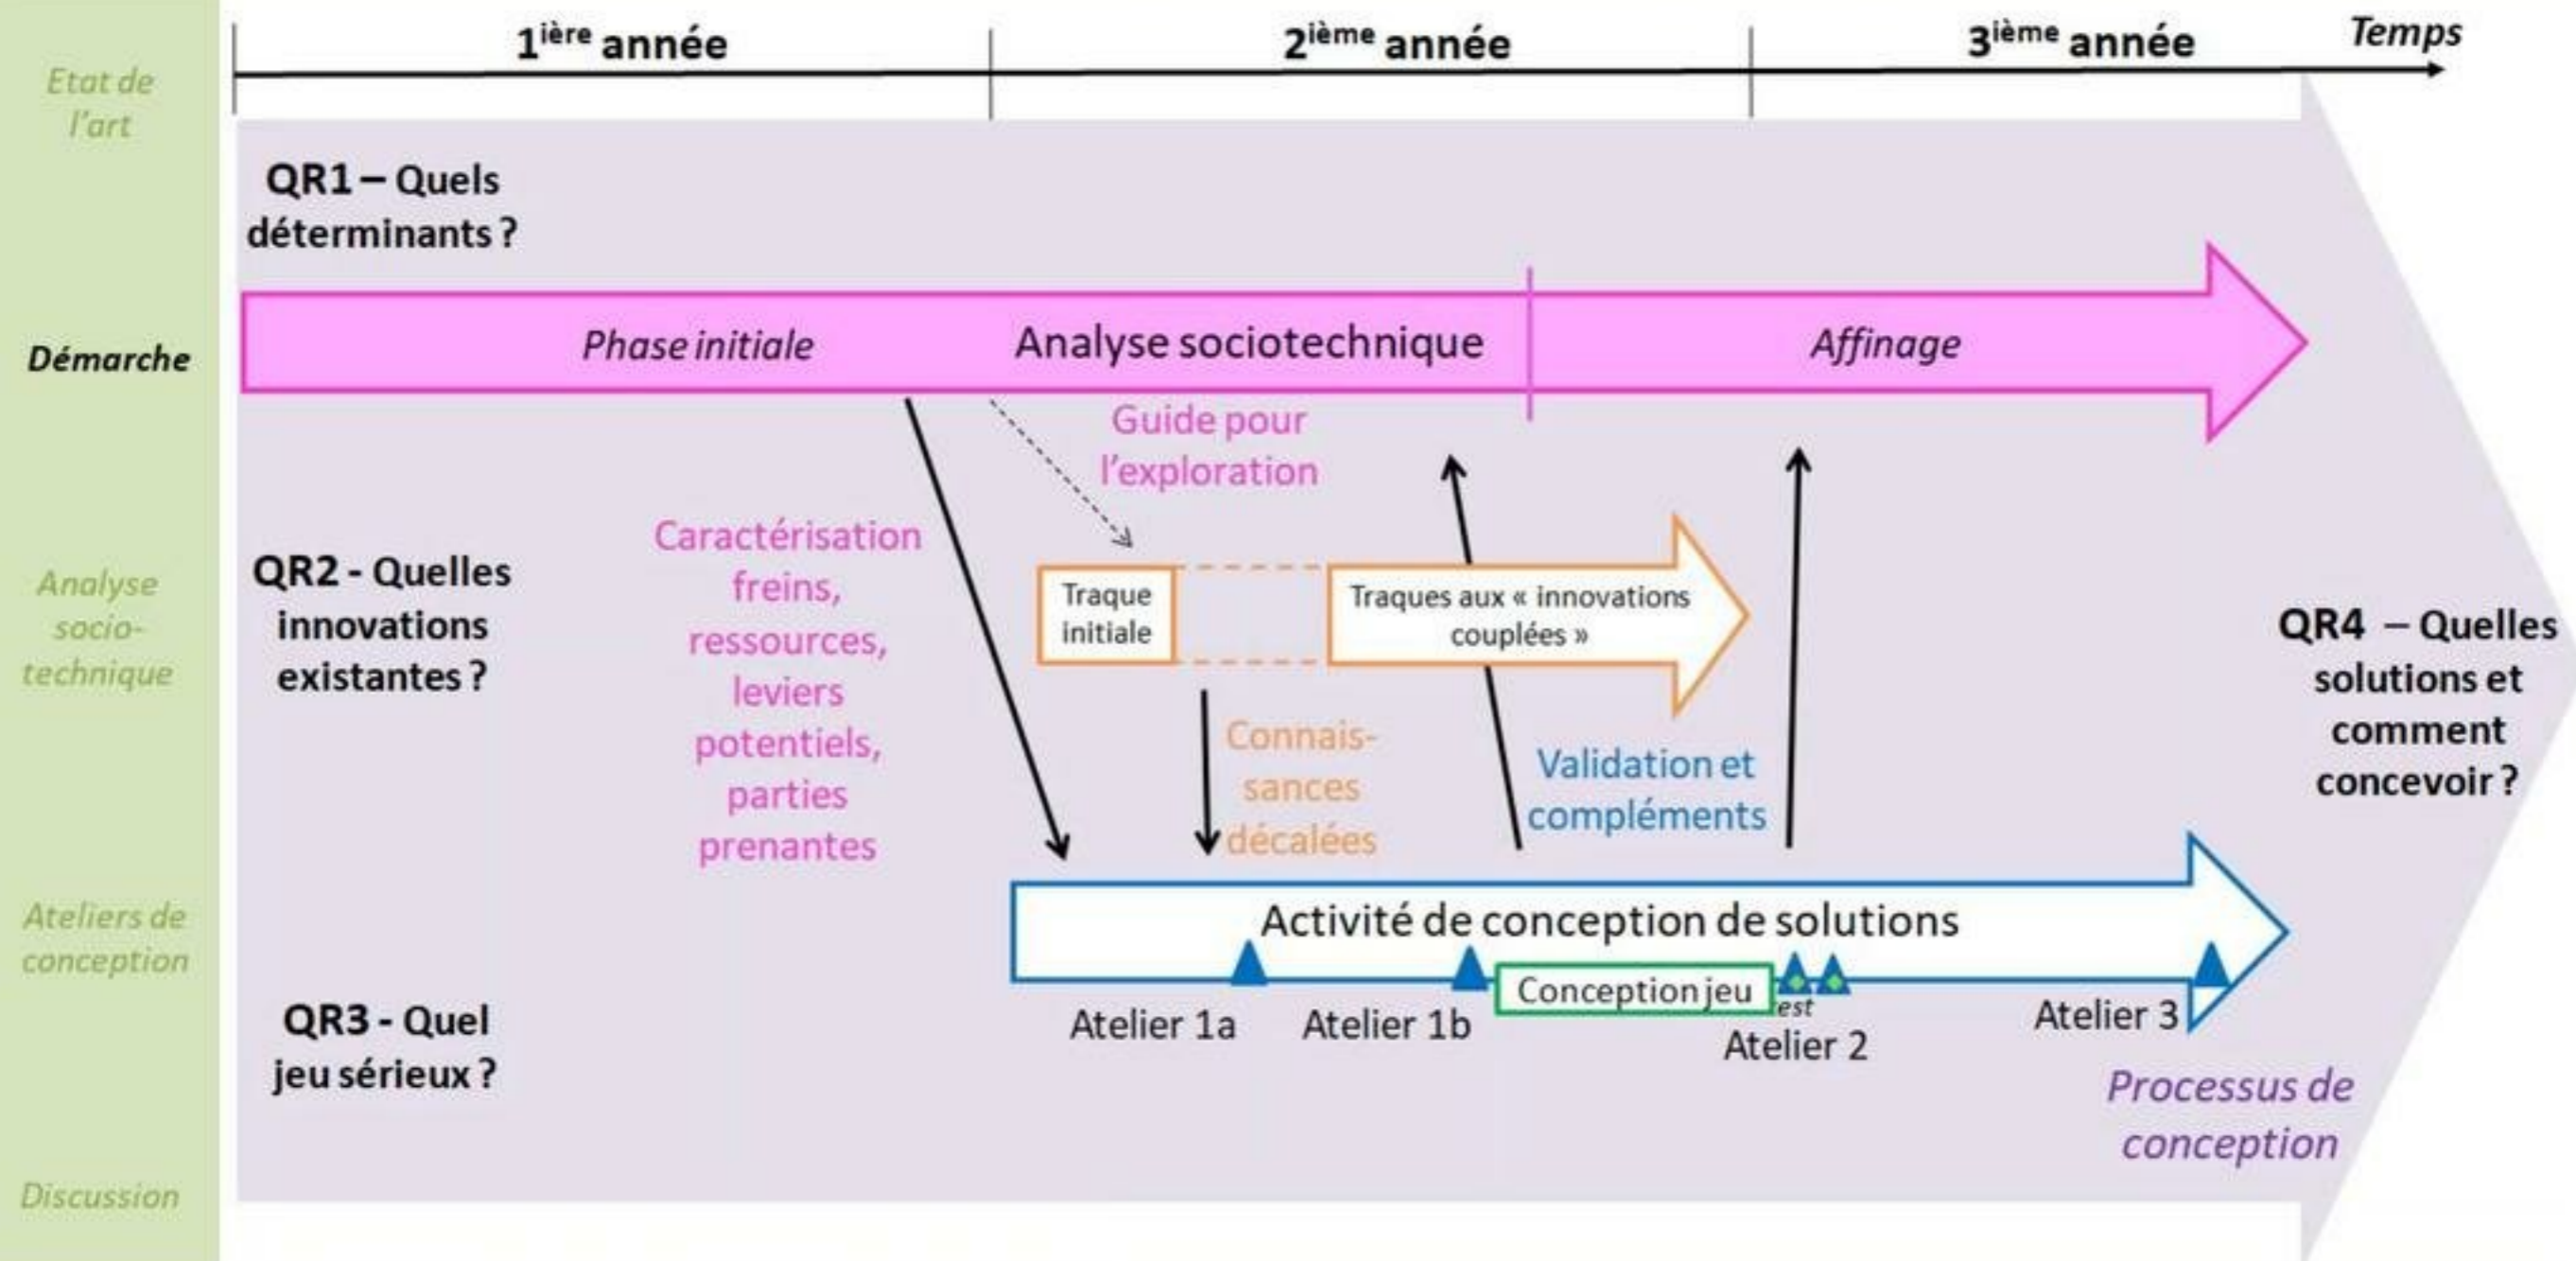 1ière année
2ième année
3ième année
Temps
Etat de
l'art
Démarche
Analyse
socio-
technique
Ateliers de
conception
Discussion
QR1 – Quels
déterminants ?
Phase initiale
Analyse sociotechnique
Affinage
Guide pour
l'exploration
QR2 - Quelles
innovations
existantes ?
Caractérisation
freins,
ressources,
leviers
potentiels,
parties
prenantes
Traque
initiale
Traques aux « innovations
couplées »
Connais-
sances
décalées
Validation et
compléments
QR4 – Quelles
solutions et
comment
concevoir ?
QR3 - Quel
jeu sérieux ?
Activité de conception de solutions
Conception jeu
Atelier 1a
Atelier 1b
Atelier 2
Atelier 3
Processus de
conception